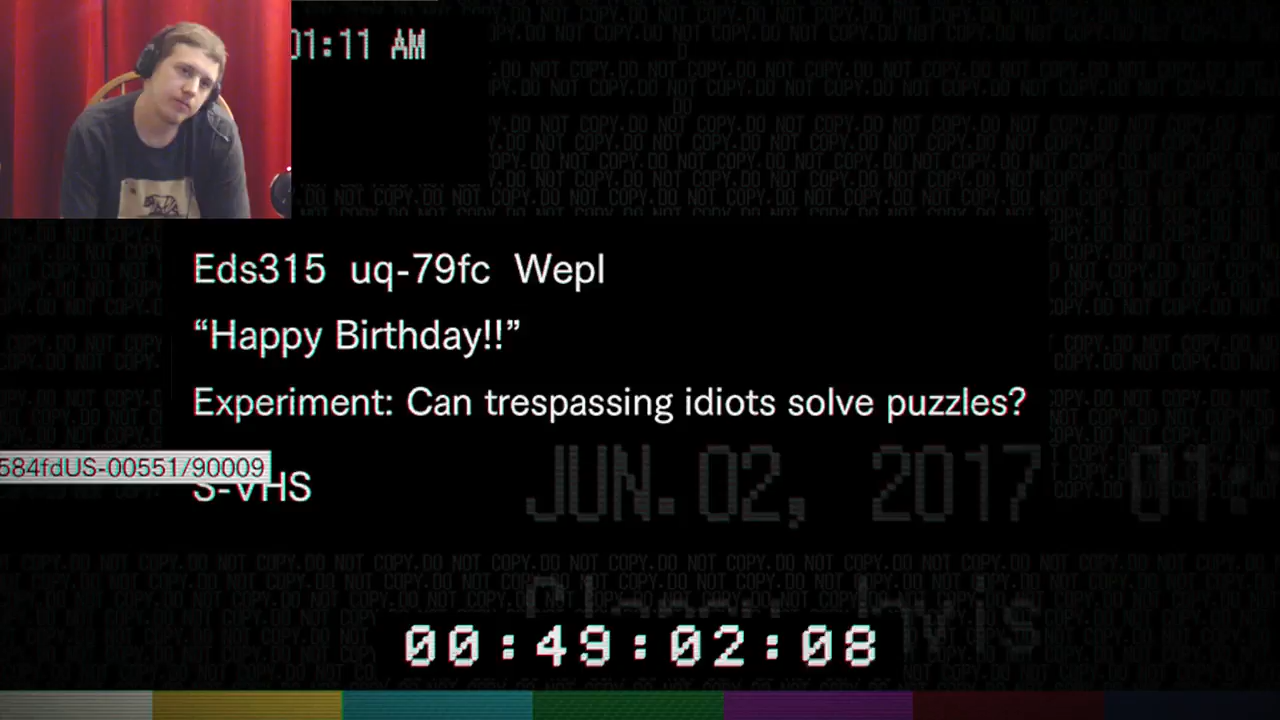 01:11 AM
Eds315 uq-79fc Wepl
“Happy Birthday!!”
Experiment: Can trespassing idiots solve puzzles?
584fdUS-00551/90009
S-VHS
JUN.02, 2017 01:
00:49:02:08
DO NOT COPY.DO NOT COPY.DO NOT COPY.DO NOT COPY.